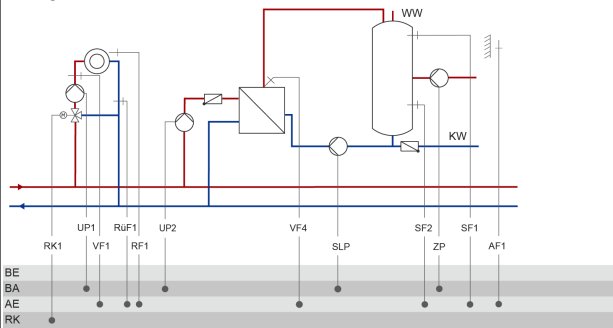 WW
M
KW
UP1 RüF1 UP2 VF4 SF2 SF1
RK1 VF1 RF1 SLP ZP AF1
BE
BA
AE
RK